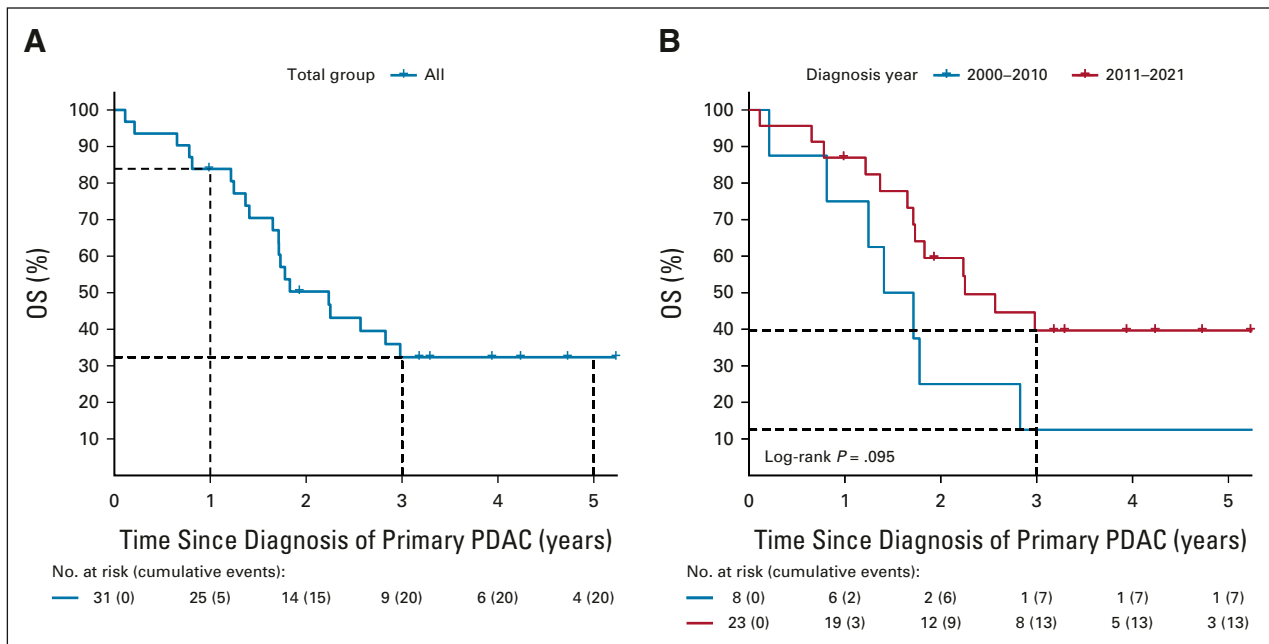 A
Total group All
100
90
80
70
60
50
40
30
20
10
OS (%)
0 1 2 3 4 5
Time Since Diagnosis of Primary PDAC (years)
No. at risk (cumulative events):
31 (0) 25 (5) 14 (15) 9 (20) 6 (20) 4 (20)
B
Diagnosis year 2000–2010 2011–2021
100
90
80
70
60
50
40
30
20
10
OS (%)
Log-rank P = .095
0 1 2 3 4 5
Time Since Diagnosis of Primary PDAC (years)
No. at risk (cumulative events):
8 (0) 6 (2) 2 (6) 1 (7) 1 (7) 1 (7)
23 (0) 19 (3) 12 (9) 8 (13) 5 (13) 3 (13)